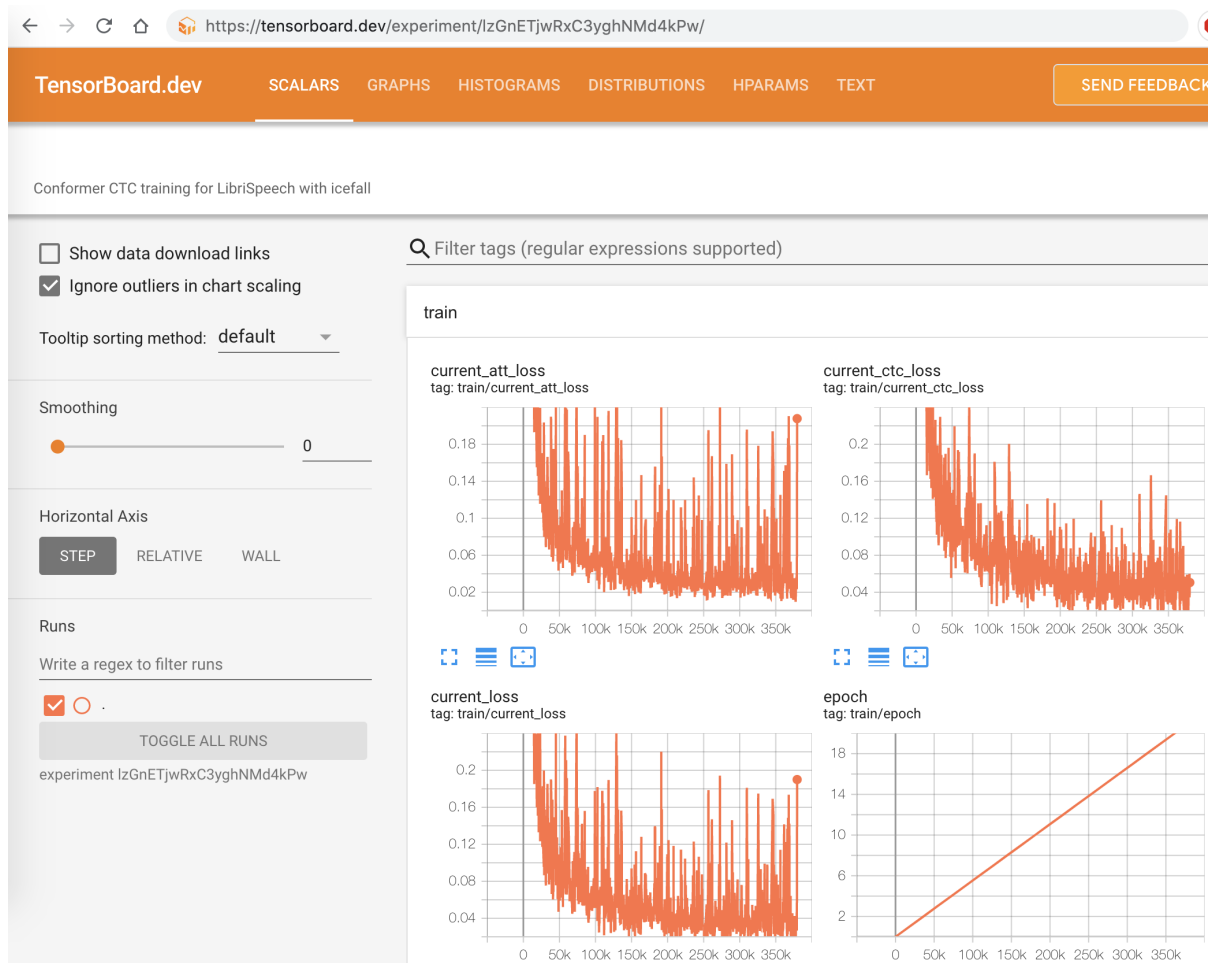 https://tensorboard.dev/experiment/lzGnETjwRxC3yghNMd4kPw/
TensorBoard.dev
SCALARS GRAPHS HISTOGRAMS DISTRIBUTIONS HPARAMS TEXT
SEND FEEDBACK
Conformer CTC training for LibriSpeech with icefall
Show data download links
Ignore outliers in chart scaling
Tooltip sorting method: default
Smoothing
0
Horizontal Axis
STEP RELATIVE WALL
Runs
Write a regex to filter runs
.
TOGGLE ALL RUNS
experiment lzGnETjwRxC3yghNMd4kPw
Filter tags (regular expressions supported)
train
current_att_loss
tag: train/current_att_loss
0.18
0.14
0.1
0.06
0.02
0 50k 100k 150k 200k 250k 300k 350k
current_ctc_loss
tag: train/current_ctc_loss
0.2
0.16
0.12
0.08
0.04
0 50k 100k 150k 200k 250k 300k 350k
current_loss
tag: train/current_loss
0.2
0.16
0.12
0.08
0.04
0 50k 100k 150k 200k 250k 300k 350k
epoch
tag: train/epoch
18
14
10
6
2
0 50k 100k 150k 200k 250k 300k 350k